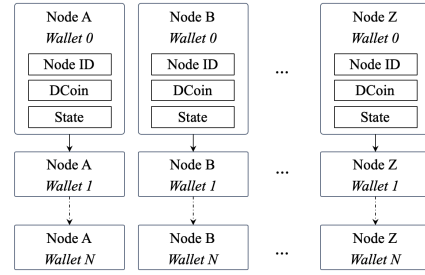 Node A
Wallet 0
Node ID
DCoin
State
Node B
Wallet 0
Node ID
DCoin
State
...
Node Z
Wallet 0
Node ID
DCoin
State
Node A
Wallet 1
Node B
Wallet 1
...
Node Z
Wallet 1
Node A
Wallet N
Node B
Wallet N
...
Node Z
Wallet N